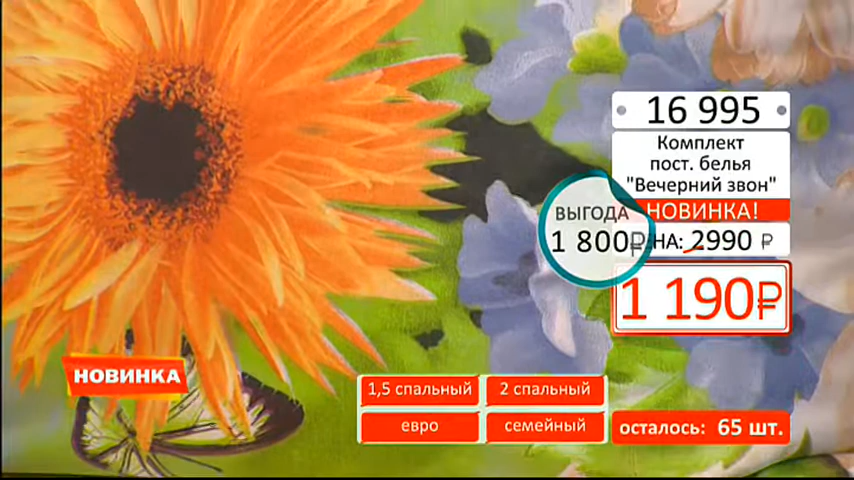 16 995
Комплект
пост. белья
"Вечерний звон"
НОВИНКА!
ВЫГОДА
1 800₽
ЕНА: 2990 ₽
1 190₽
НОВИНКА
1,5 спальный 2 спальный
евро семейный
осталось: 65 шт.